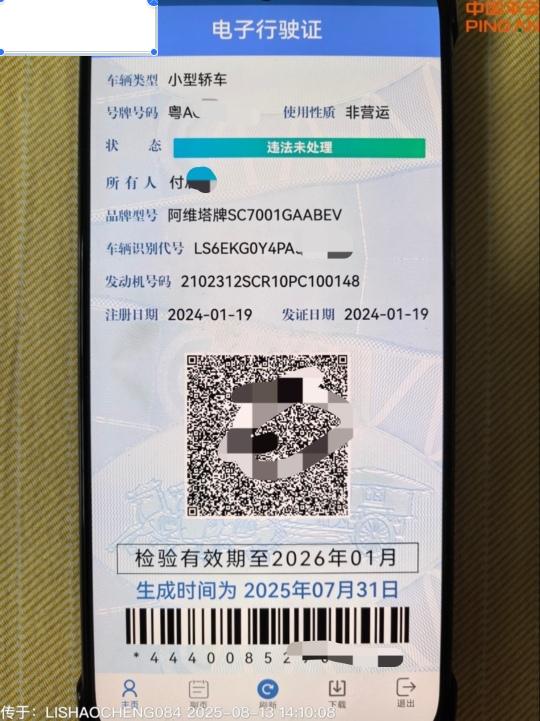 中国平安
PING AN
电子行驶证
车辆类型 小型轿车
号牌号码 粤A 使用性质 非营运
状 态 违法未处理
所有人 付
品牌型号 阿维塔牌SC7001GAABEV
车辆识别代号 LS6EKG0Y4PA
发动机号码 2102312SCR10PC100148
注册日期 2024-01-19 发证日期 2024-01-19
检验有效期至2026年01月
生成时间为 2025年07月31日
*44400852
主页 刷新 下载 退出
传于：LISHAOCHENG084 2025-08-13 14:10:08